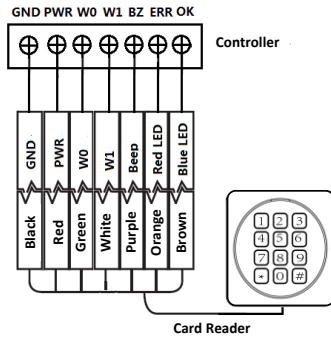 GND PWR W0 W1 BZ ERR OK
Controller
GND
PWR
W0
W1
Beep
Red LED
Blue LED
Black
Red
Green
White
Purple
Orange
Brown
1 2 3
4 5 6
7 8 9
* 0 #
Card Reader